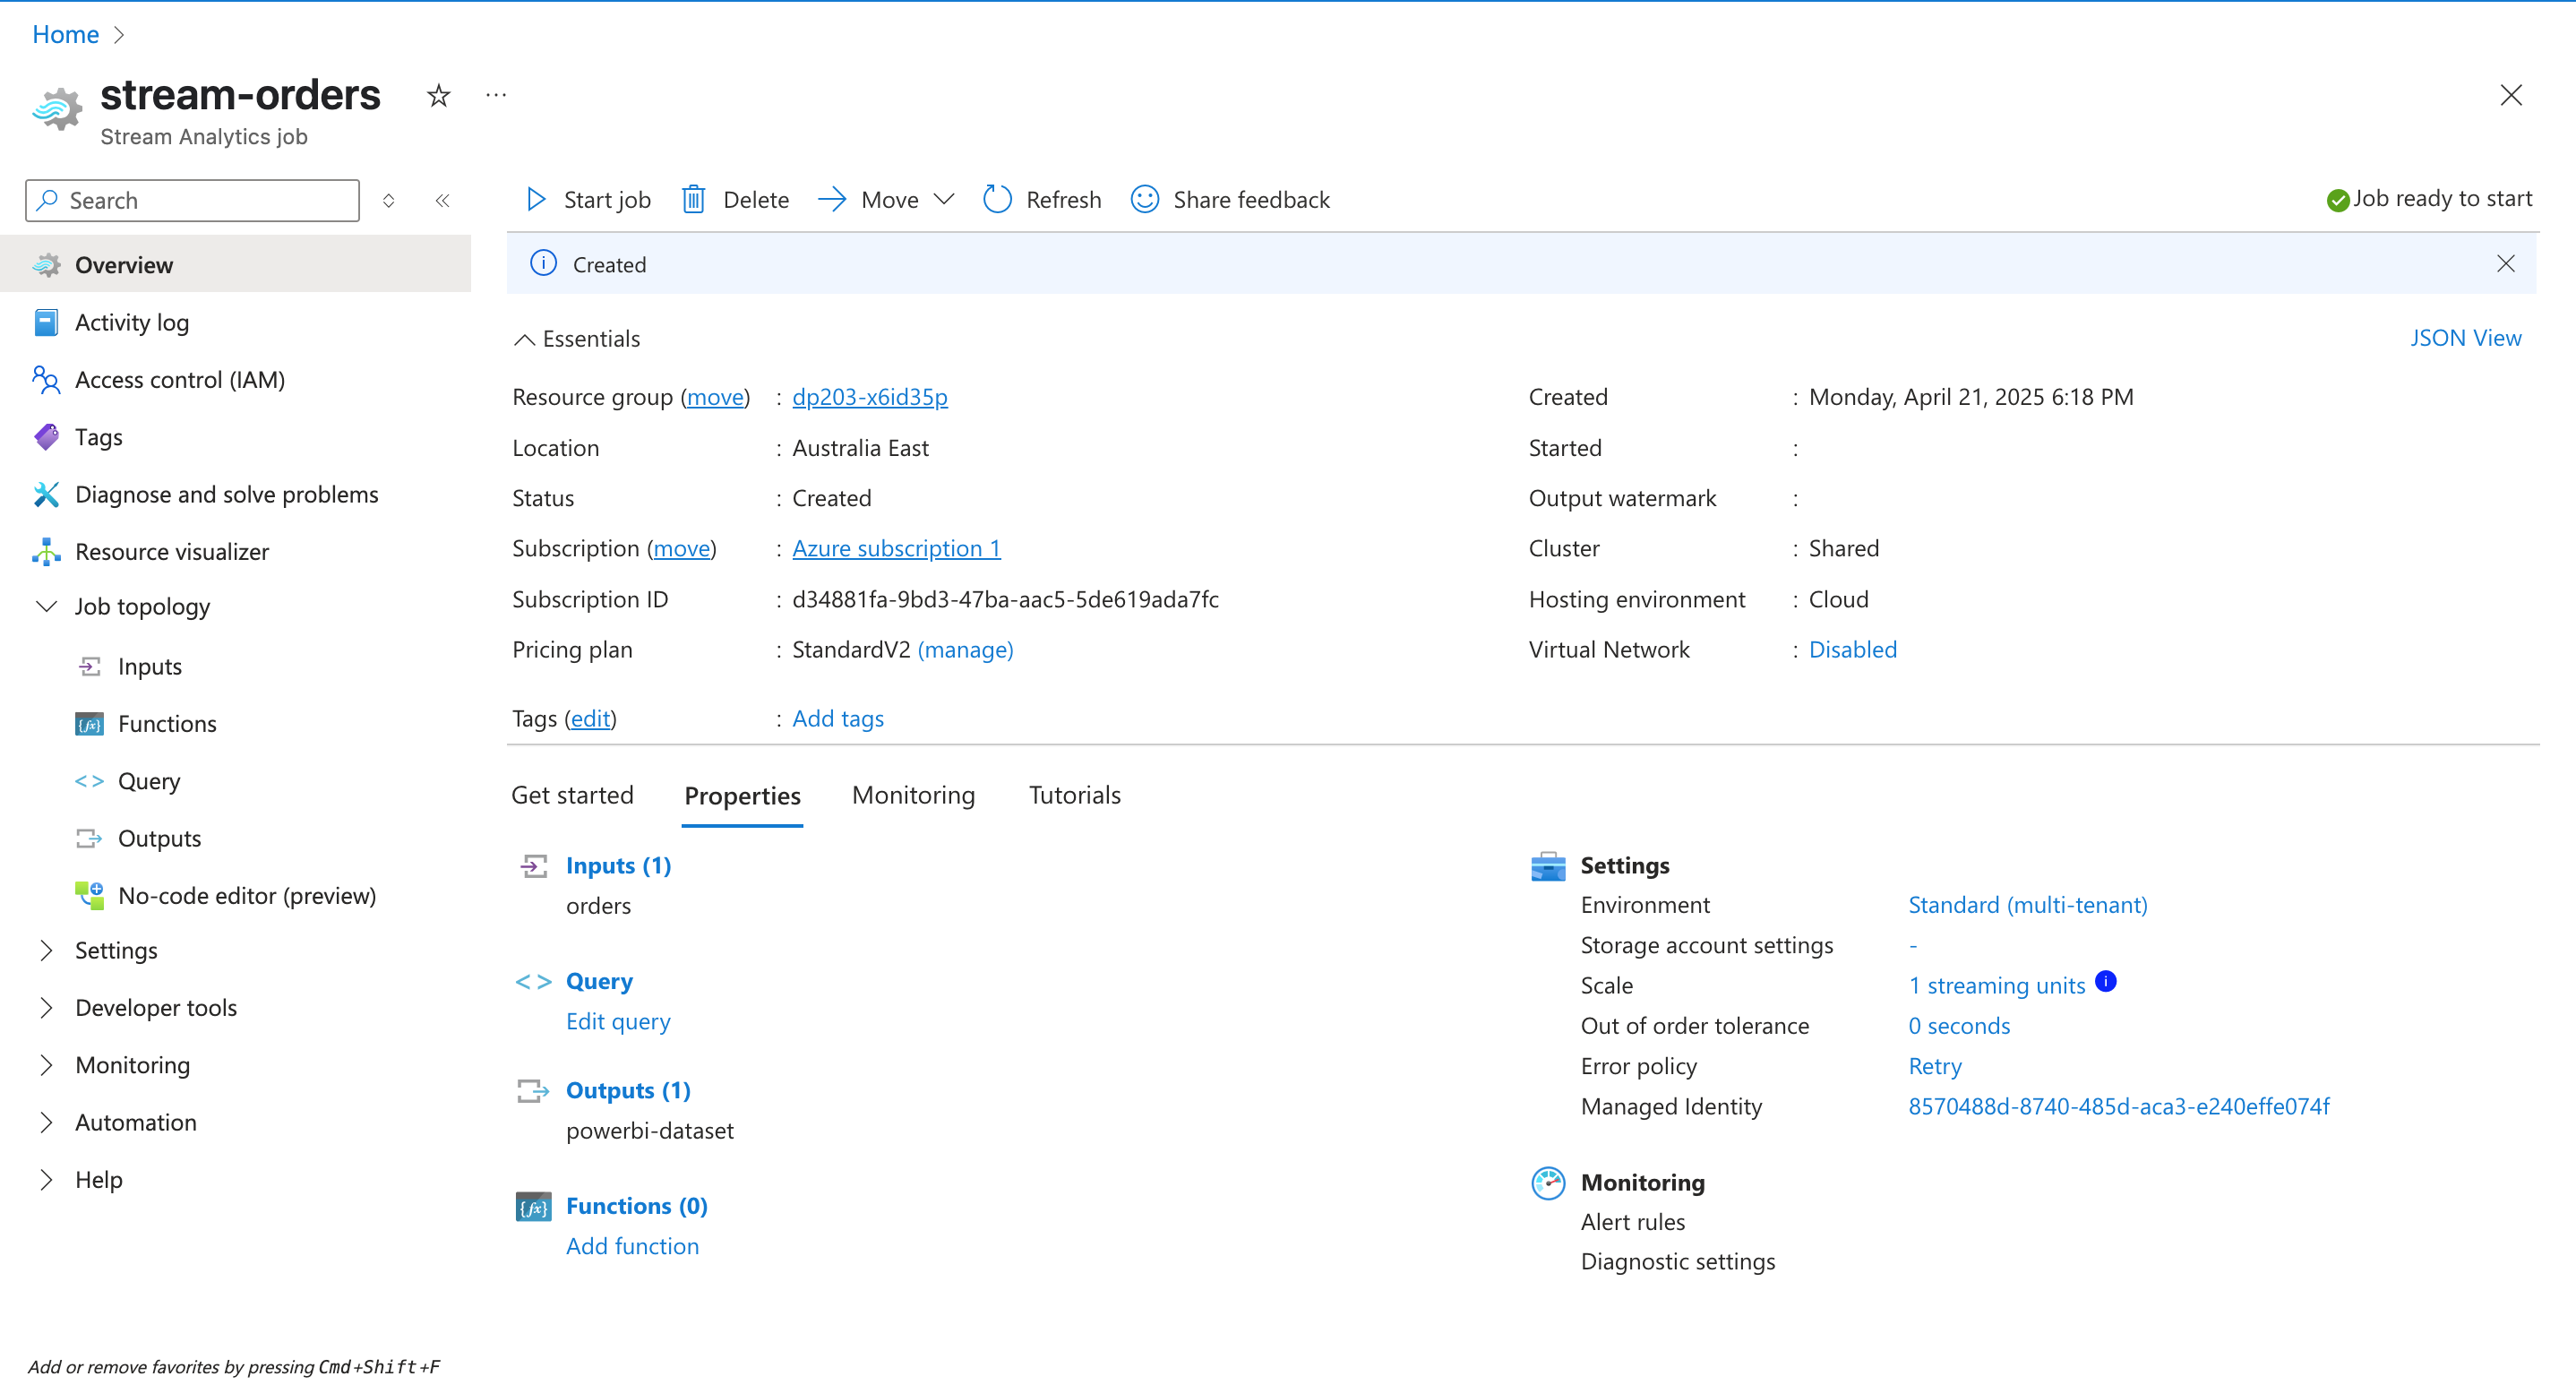 Home
stream-orders
Stream Analytics job
Search
Start job
Delete
Move
Refresh
Share feedback
Job ready to start
Overview
Activity log
Access control (IAM)
Tags
Diagnose and solve problems
Resource visualizer
Job topology
Inputs
Functions
Query
Outputs
No-code editor (preview)
Settings
Developer tools
Monitoring
Automation
Help
Add or remove favorites by pressing Cmd+Shift+F
Created
Essentials
JSON View
Resource group (move) : dp203-x6id35p
Location : Australia East
Status : Created
Subscription (move) : Azure subscription 1
Subscription ID : d34881fa-9bd3-47ba-aac5-5de619ada7fc
Pricing plan : StandardV2 (manage)
Tags (edit) : Add tags
Created : Monday, April 21, 2025 6:18 PM
Started :
Output watermark :
Cluster : Shared
Hosting environment : Cloud
Virtual Network : Disabled
Get started
Properties
Monitoring
Tutorials
Inputs (1)
orders
Query
Edit query
Outputs (1)
powerbi-dataset
Functions (0)
Add function
Settings
Environment Standard (multi-tenant)
Storage account settings -
Scale 1 streaming units
Out of order tolerance 0 seconds
Error policy Retry
Managed Identity 8570488d-8740-485d-aca3-e240effe074f
Monitoring
Alert rules
Diagnostic settings